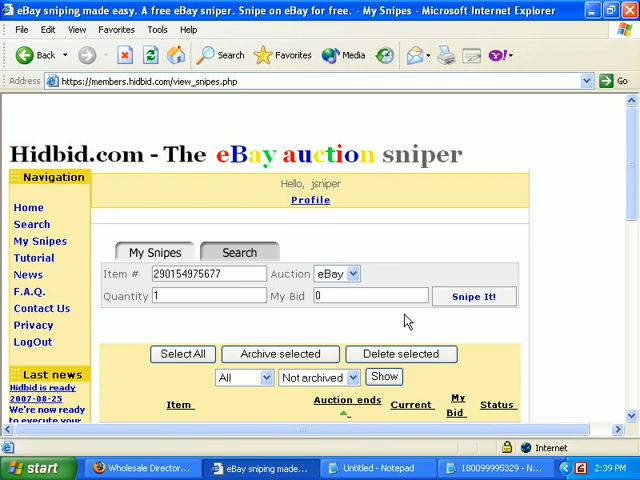 eBay sniping made easy. A free eBay sniper. Snipe on eBay for free. - My Snipes - Microsoft Internet Explorer
File Edit View Favorites Tools Help
Back Search Favorites Media
Address https://members.hidbid.com/view_snipes.php Go
Hidbid.com - The eBay auction sniper
Navigation
Hello, jsniper
Profile
Home
Search
My Snipes
Tutorial
News
F.A.Q.
Contact Us
Privacy
LogOut
My Snipes Search
Item # 290154975677 Auction eBay
Quantity 1 My Bid 0 Snipe It!
Select All Archive selected Delete selected
All Not archived Show
Item Auction ends Current My Bid Status
Last news
Hidbid is ready
2007-08-25
We're now ready
to execute your
Internet
start Wholesale Director... eBay sniping made... Untitled - Notepad 180099995329 - N... 2:39 PM